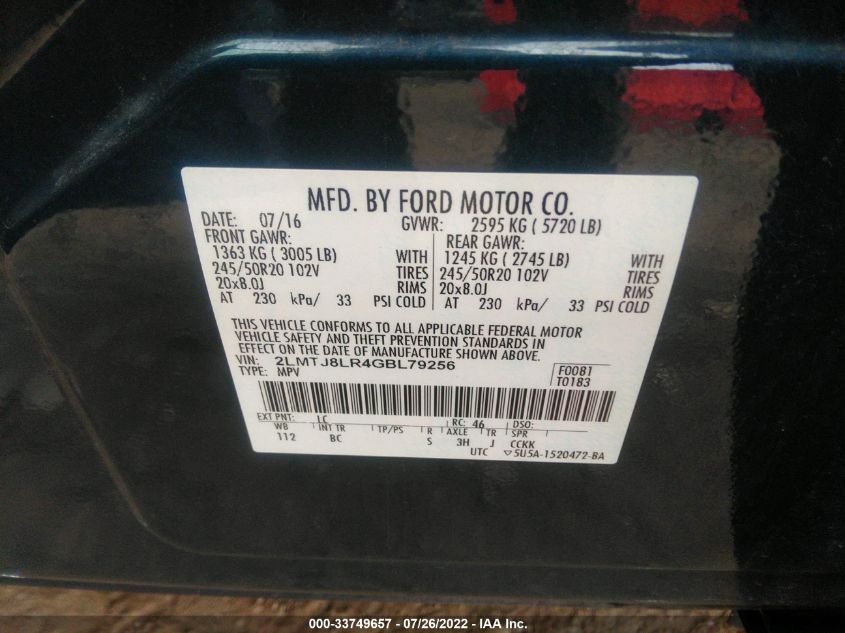 MFD. BY FORD MOTOR CO.
DATE: 07/16 GVWR: 2595 KG ( 5720 LB)
FRONT GAWR: REAR GAWR:
1363 KG ( 3005 LB) WITH 1245 KG ( 2745 LB) WITH
245/50R20 102V TIRES 245/50R20 102V TIRES
20x8.0J RIMS 20x8.0J RIMS
AT 230 kPa/ 33 PSI COLD AT 230 kPa/ 33 PSI COLD
THIS VEHICLE CONFORMS TO ALL APPLICABLE FEDERAL MOTOR
VEHICLE SAFETY AND THEFT PREVENTION STANDARDS IN
EFFECT ON THE DATE OF MANUFACTURE SHOWN ABOVE.
VIN: 2LMTJ8LR4GBL79256 F0081
TYPE: MPV T0183
EXT PNT: LC RC: 46 DSO:
WB INT TR TP/PS R AXLE TR SPR
112 BC S 3H J CCKK
UTC ▽5U5A-1520472-BA
000-33749657 - 07/26/2022 - IAA Inc.